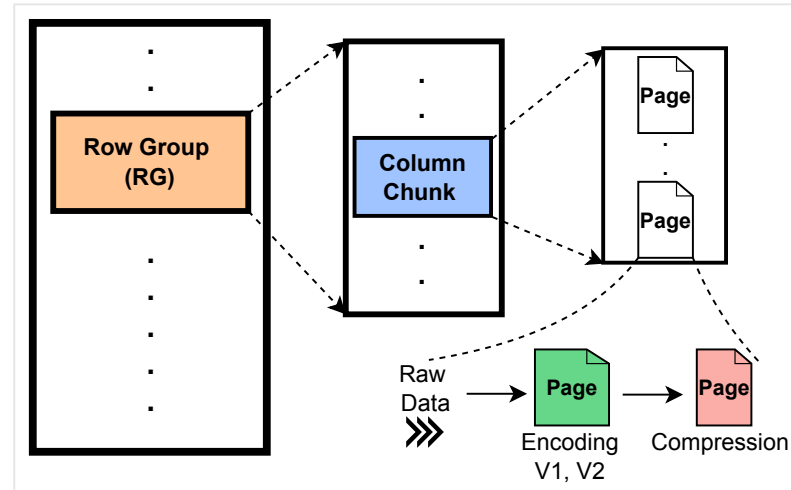 Row Group
(RG)
Column
Chunk
Page
Page
Raw
Data
Page
Encoding
V1, V2
Page
Compression